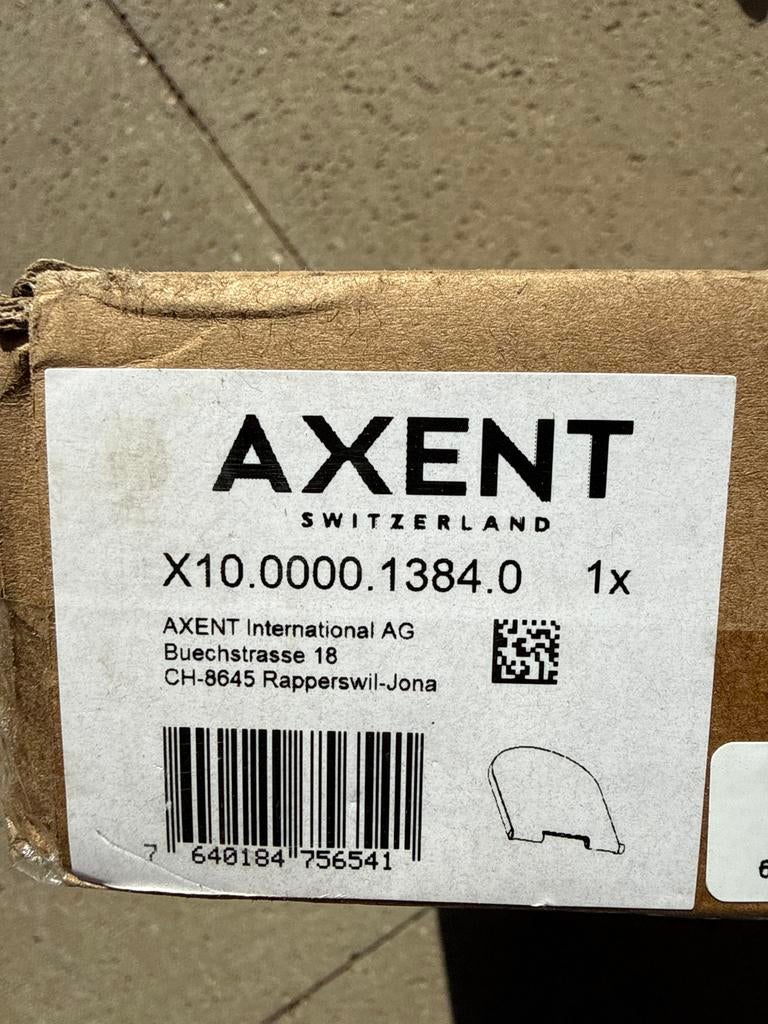 AXENT
SWITZERLAND
X10.0000.1384.0 1x
AXENT International AG
Buechstrasse 18
CH-8645 Rapperswil-Jona
7 640184 756541
6